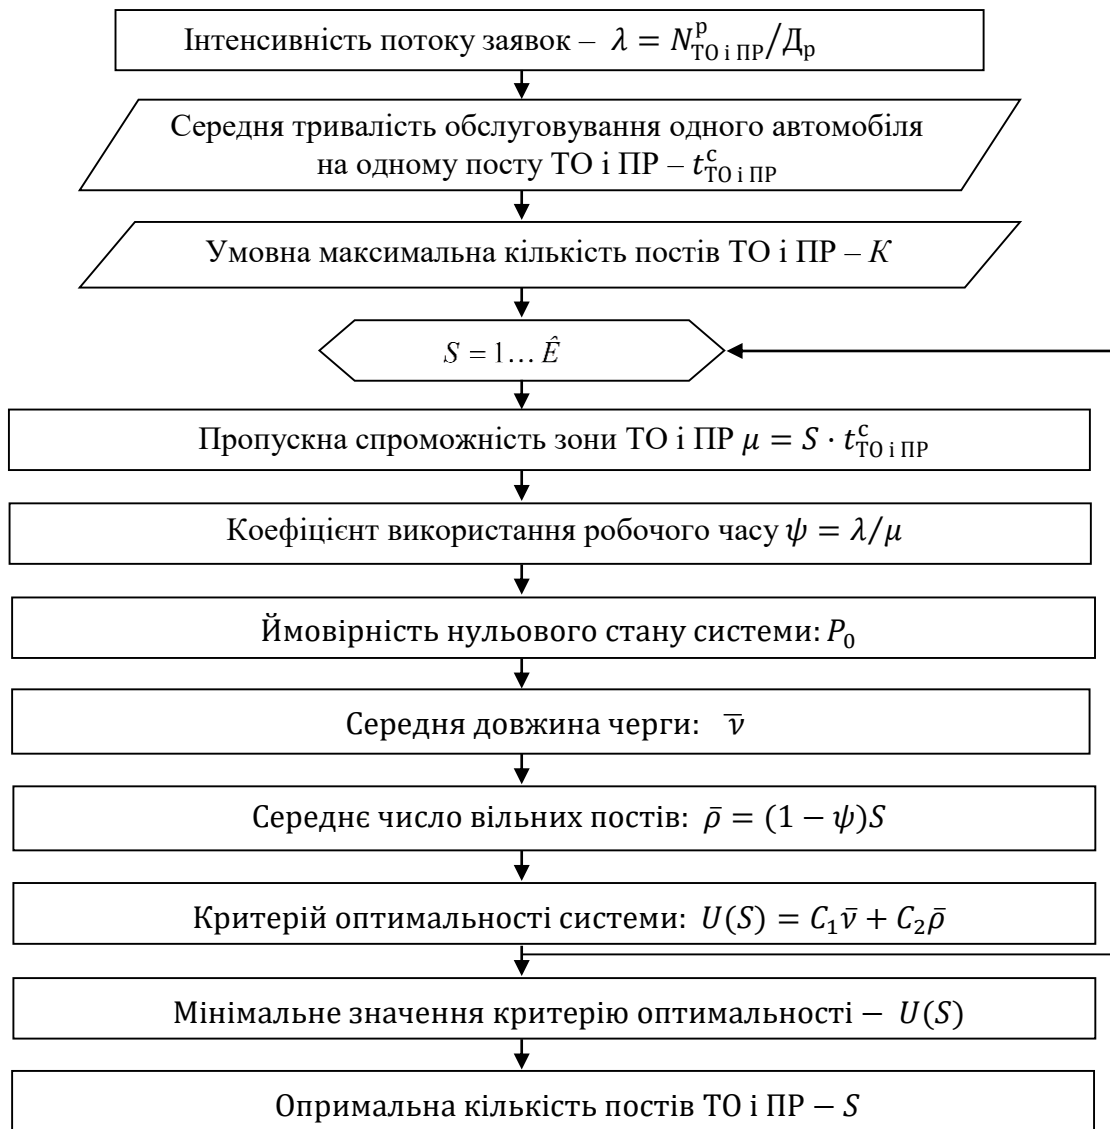 Інтенсивність потоку заявок – λ = N^р_ТО і ПР/Д_р
Середня тривалість обслуговування одного автомобіля
на одному посту ТО і ПР – t^с_ТО і ПР
Умовна максимальна кількість постів ТО і ПР – К
S = 1… Ê
Пропускна спроможність зони ТО і ПР μ = S · t^с_ТО і ПР
Коефіцієнт використання робочого часу ψ = λ/μ
Ймовірність нульового стану системи: P₀
Середня довжина черги: ν̅
Середнє число вільних постів: ρ̅ = (1 − ψ)S
Критерій оптимальності системи: U(S) = C₁ν̅ + C₂ρ̅
Мінімальне значення критерію оптимальності − U(S)
Опримальна кількість постів ТО і ПР − S